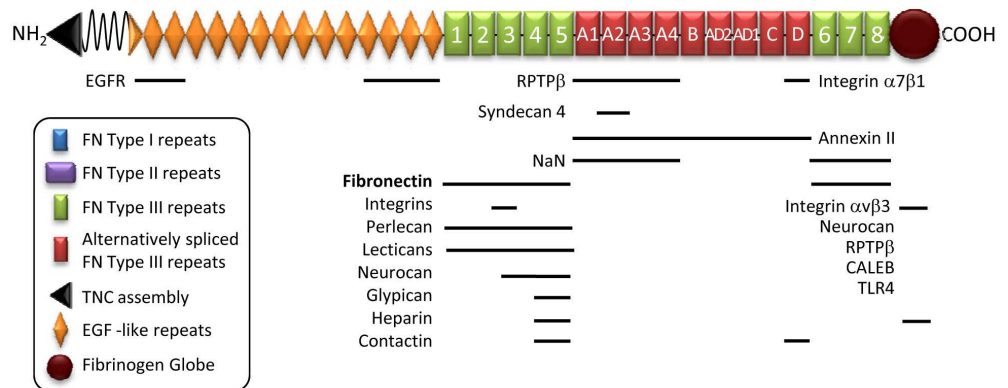 NH2 1 2 3 4 5 A1 A2 A3 A4 B AD2 AD1 C D 6 7 8 COOH
EGFR RPTPβ Integrin α7β1
Syndecan 4
Annexin II
NaN
Fibronectin
Integrins Integrin αvβ3
Perlecan Neurocan
Lecticans RPTPβ
Neurocan CALEB
Glypican TLR4
Heparin
Contactin
FN Type I repeats
FN Type II repeats
FN Type III repeats
Alternatively spliced
FN Type III repeats
TNC assembly
EGF -like repeats
Fibrinogen Globe